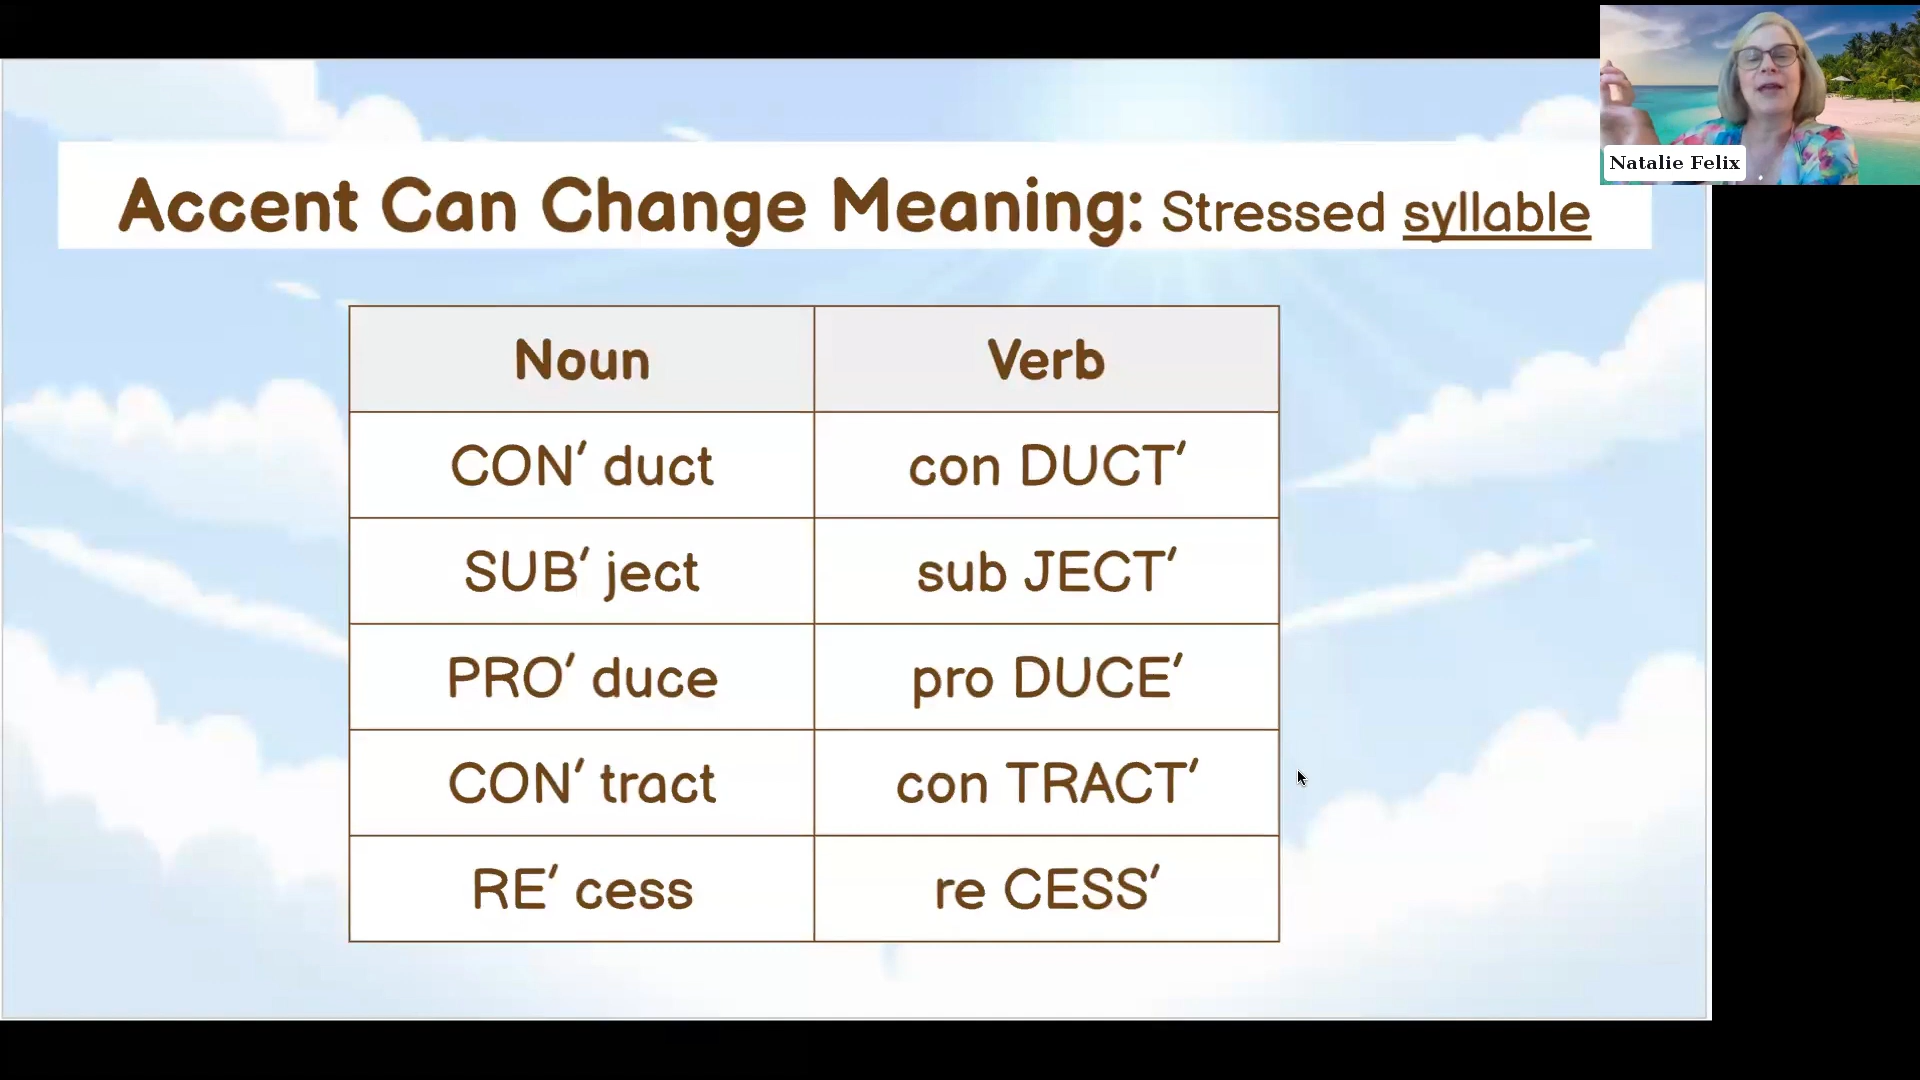 Natalie Felix
Accent Can Change Meaning: Stressed syllable
Noun Verb
CON′ duct con DUCT′
SUB′ ject sub JECT′
PRO′ duce pro DUCE′
CON′ tract con TRACT′
RE′ cess re CESS′